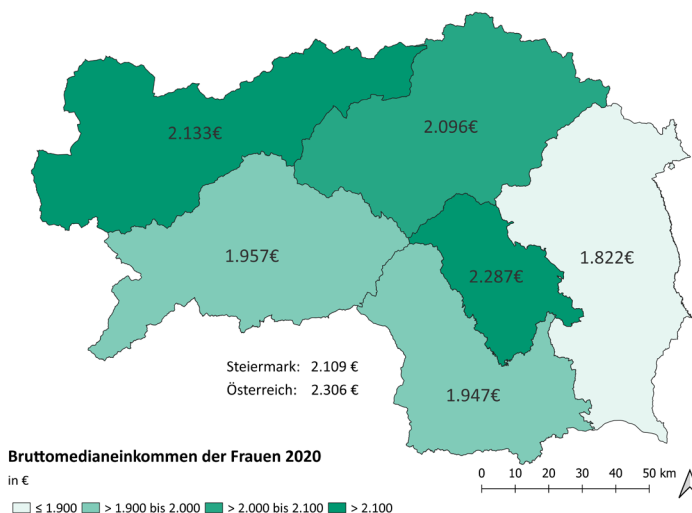 2.133€
2.096€
1.957€
2.287€
1.822€
Steiermark: 2.109 €
Österreich: 2.306 €
1.947€
Bruttomedianeinkommen der Frauen 2020
in €
0 10 20 30 40 50 km
≤ 1.900 > 1.900 bis 2.000 > 2.000 bis 2.100 > 2.100